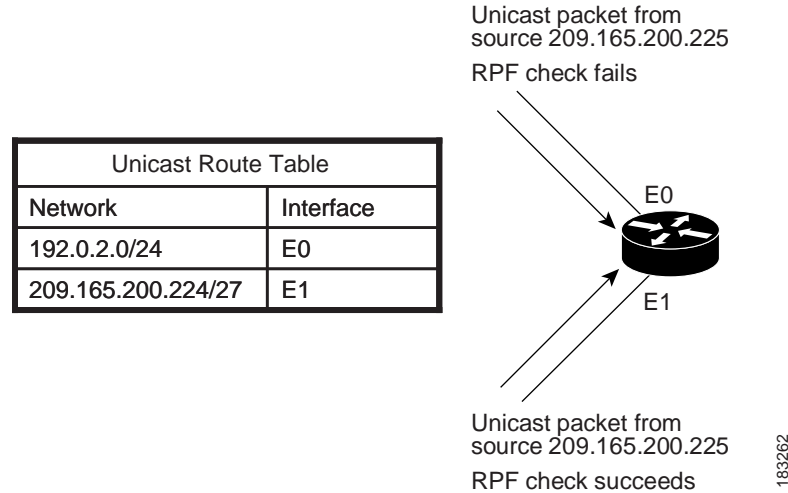 Unicast packet from
source 209.165.200.225
RPF check fails
Unicast Route Table
Network Interface
192.0.2.0/24 E0
209.165.200.224/27 E1
E0
E1
Unicast packet from
source 209.165.200.225
RPF check succeeds
183262